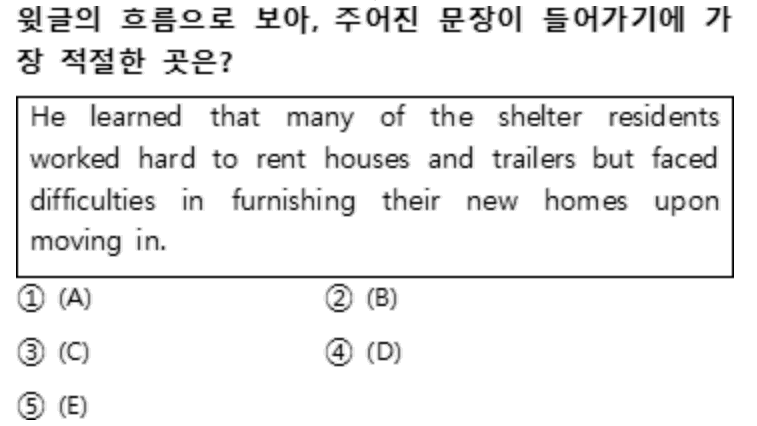 윗글의 흐름으로 보아, 주어진 문장이 들어가기에 가
장 적절한 곳은?
He learned that many of the shelter residents
worked hard to rent houses and trailers but faced
difficulties in furnishing their new homes upon
moving in.
① (A) ② (B)
③ (C) ④ (D)
⑤ (E)